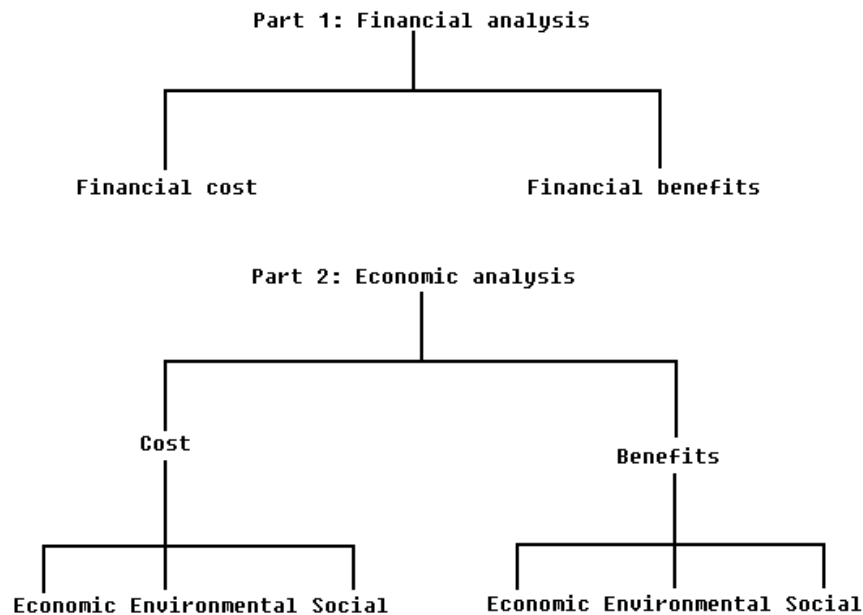 Part 1: Financial analysis
Financial cost
Financial benefits
Part 2: Economic analysis
Cost
Benefits
Economic Environmental Social
Economic Environmental Social